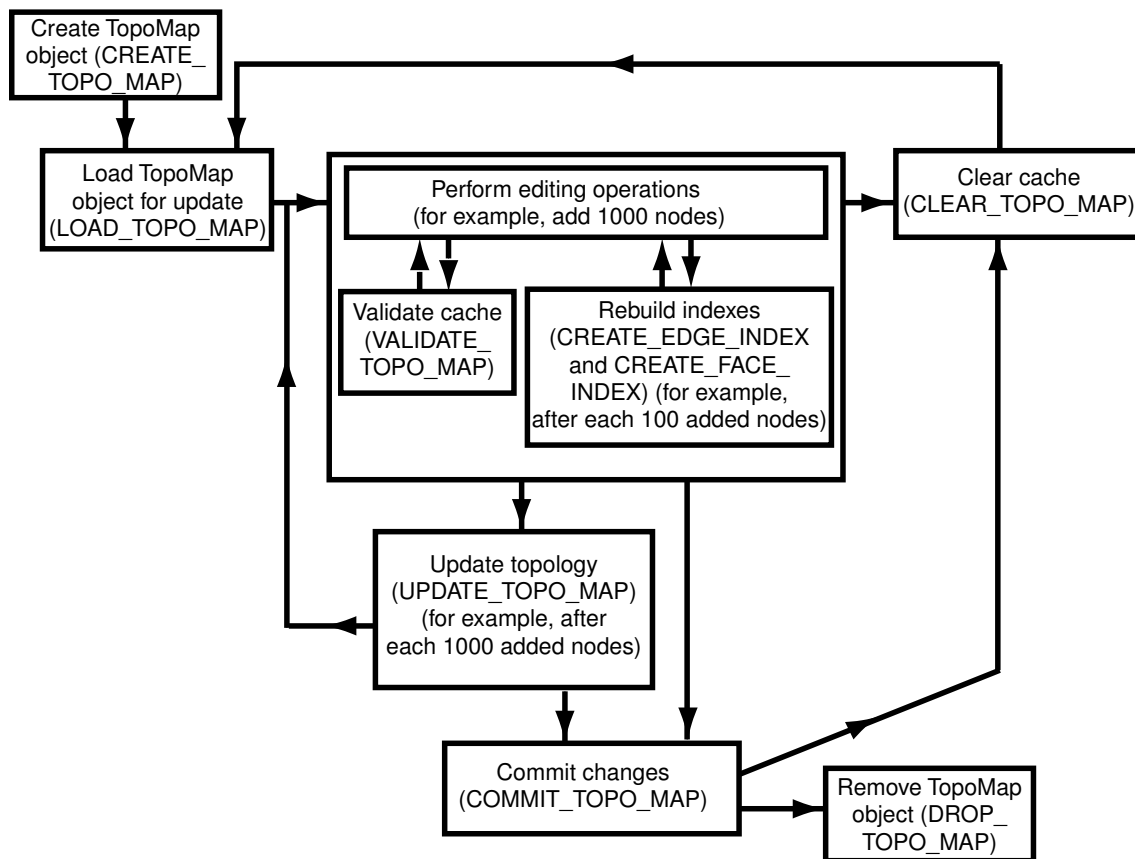 Create TopoMap
object (CREATE_
TOPO_MAP)
Load TopoMap
object for update
(LOAD_TOPO_MAP)
Perform editing operations
(for example, add 1000 nodes)
Clear cache
(CLEAR_TOPO_MAP)
Validate cache
(VALIDATE_
TOPO_MAP)
Rebuild indexes
(CREATE_EDGE_INDEX
and CREATE_FACE_
INDEX) (for example,
after each 100 added nodes)
Update topology
(UPDATE_TOPO_MAP)
(for example, after
each 1000 added nodes)
Commit changes
(COMMIT_TOPO_MAP)
Remove TopoMap
object (DROP_
TOPO_MAP)